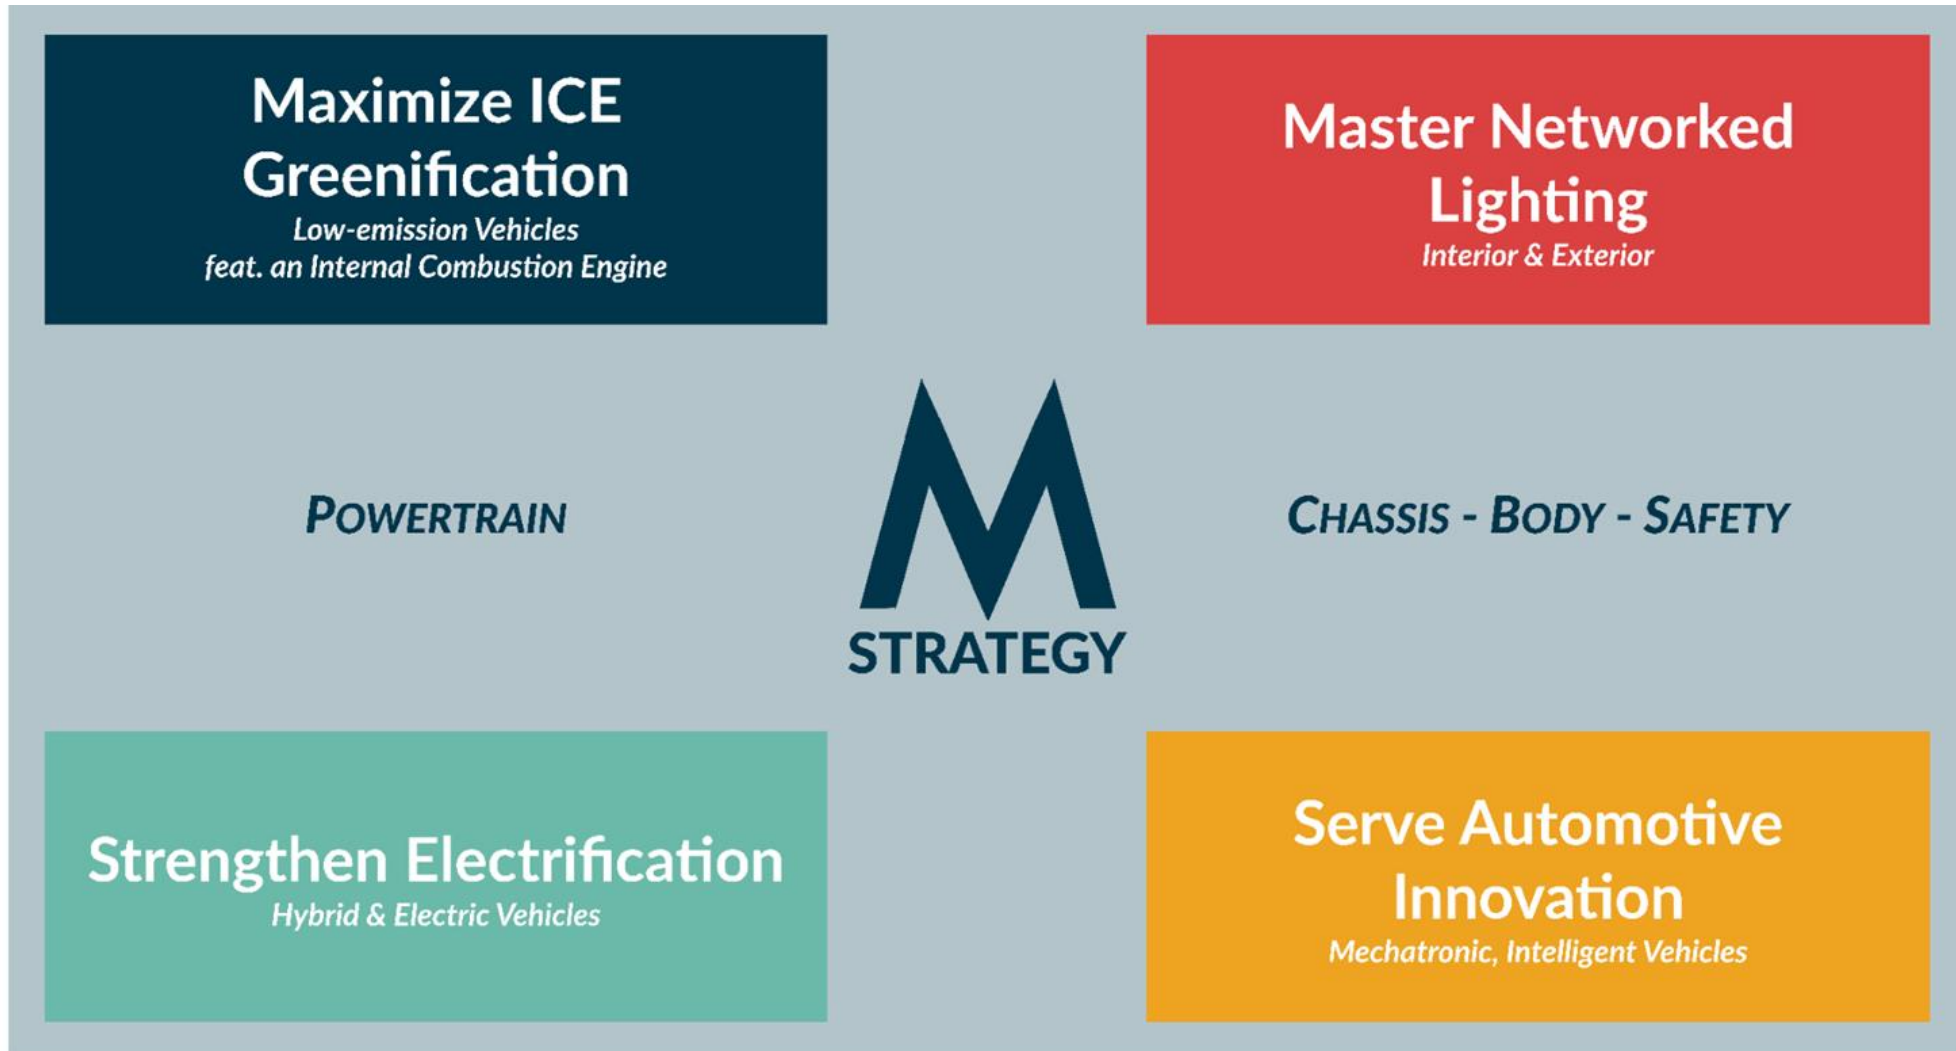 Maximize ICE
Greenification
Low-emission Vehicles
feat. an Internal Combustion Engine
Master Networked
Lighting
Interior & Exterior
POWERTRAIN
M
STRATEGY
CHASSIS - BODY - SAFETY
Strengthen Electrification
Hybrid & Electric Vehicles
Serve Automotive
Innovation
Mechatronic, Intelligent Vehicles